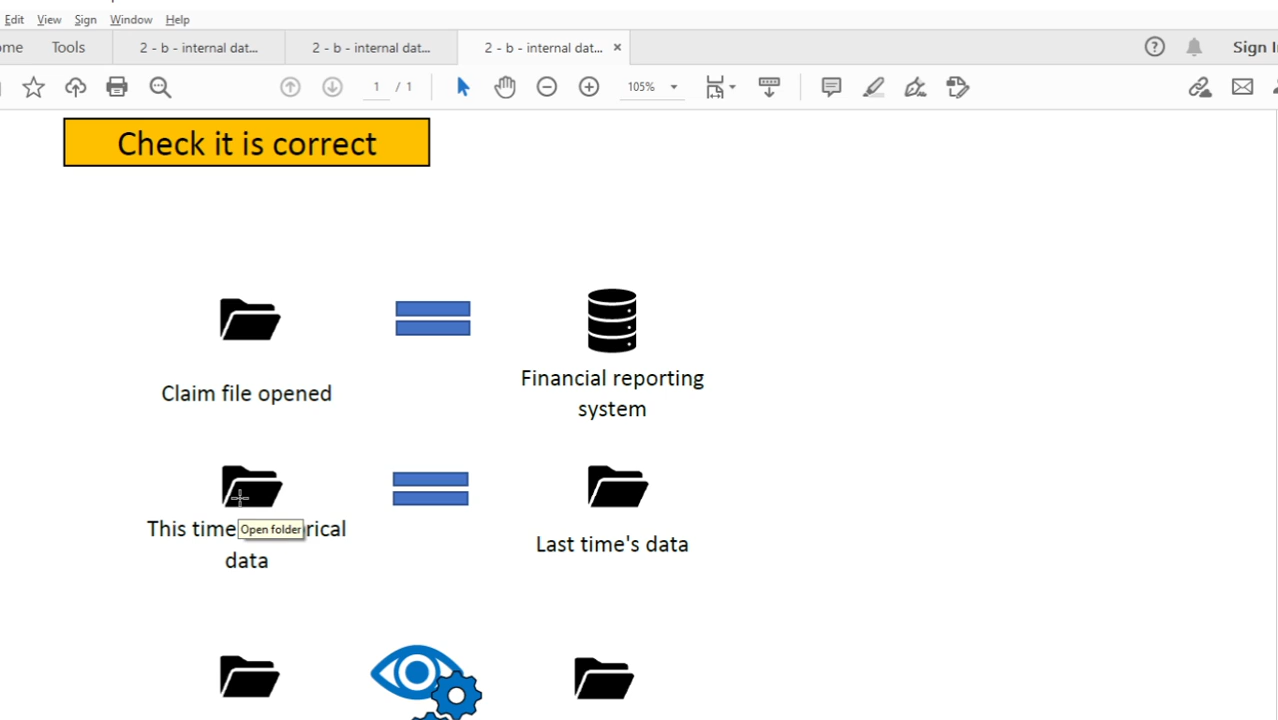 Edit View Sign Window Help
ome Tools 2 - b - internal dat... 2 - b - internal dat... 2 - b - internal dat... × Sign I
1 / 1 105%
Check it is correct
Claim file opened
Financial reporting
system
This time rical
data
Open folder
Last time's data